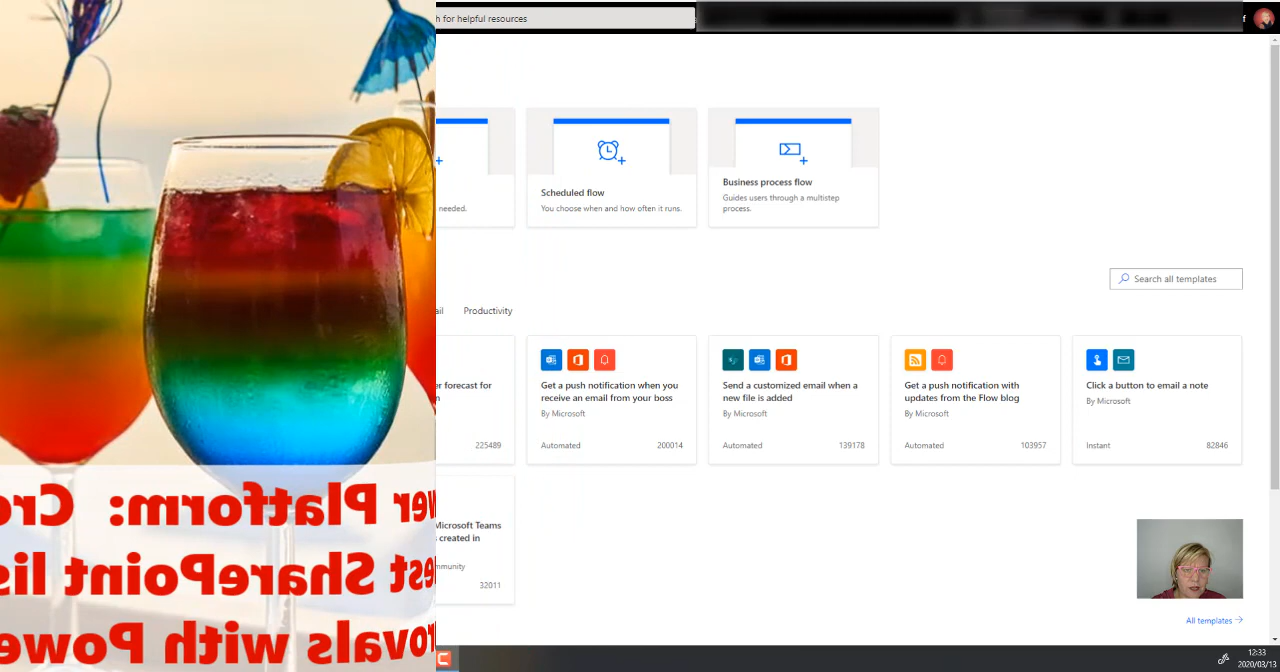 h for helpful resources
f
Scheduled flow
You choose when and how often it runs.
Business process flow
Guides users through a multistep
process.
needed.
Search all templates
ail
Productivity
er forecast for
225489
Get a push notification when you
receive an email from your boss
By Microsoft
Automated 200014
Send a customized email when a
new file is added
By Microsoft
Automated 139178
Get a push notification with
updates from the Flow blog
By Microsoft
Automated 103957
Click a button to email a note
By Microsoft
Instant 82846
wer Platform: Cre
est SharePoint lis
rovals with Powe
Microsoft Teams
s created in
mmunity
32011
All templates
12:33
2020/03/13